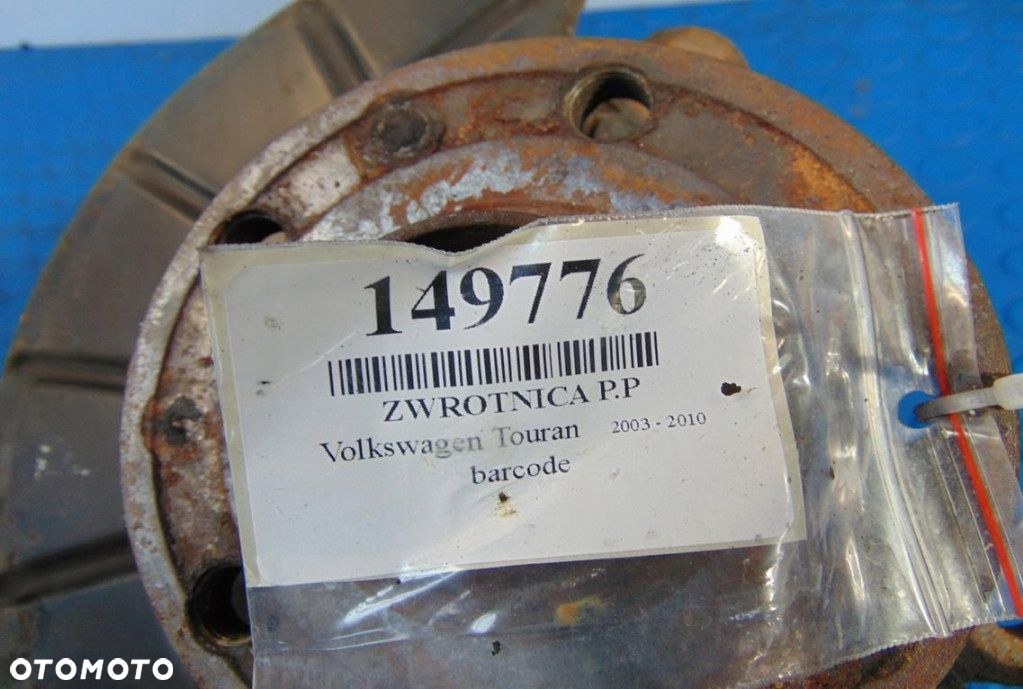 149776
ZWROTNICA P.P
Volkswagen Touran 2003 - 2010
barcode
OTOMOTO